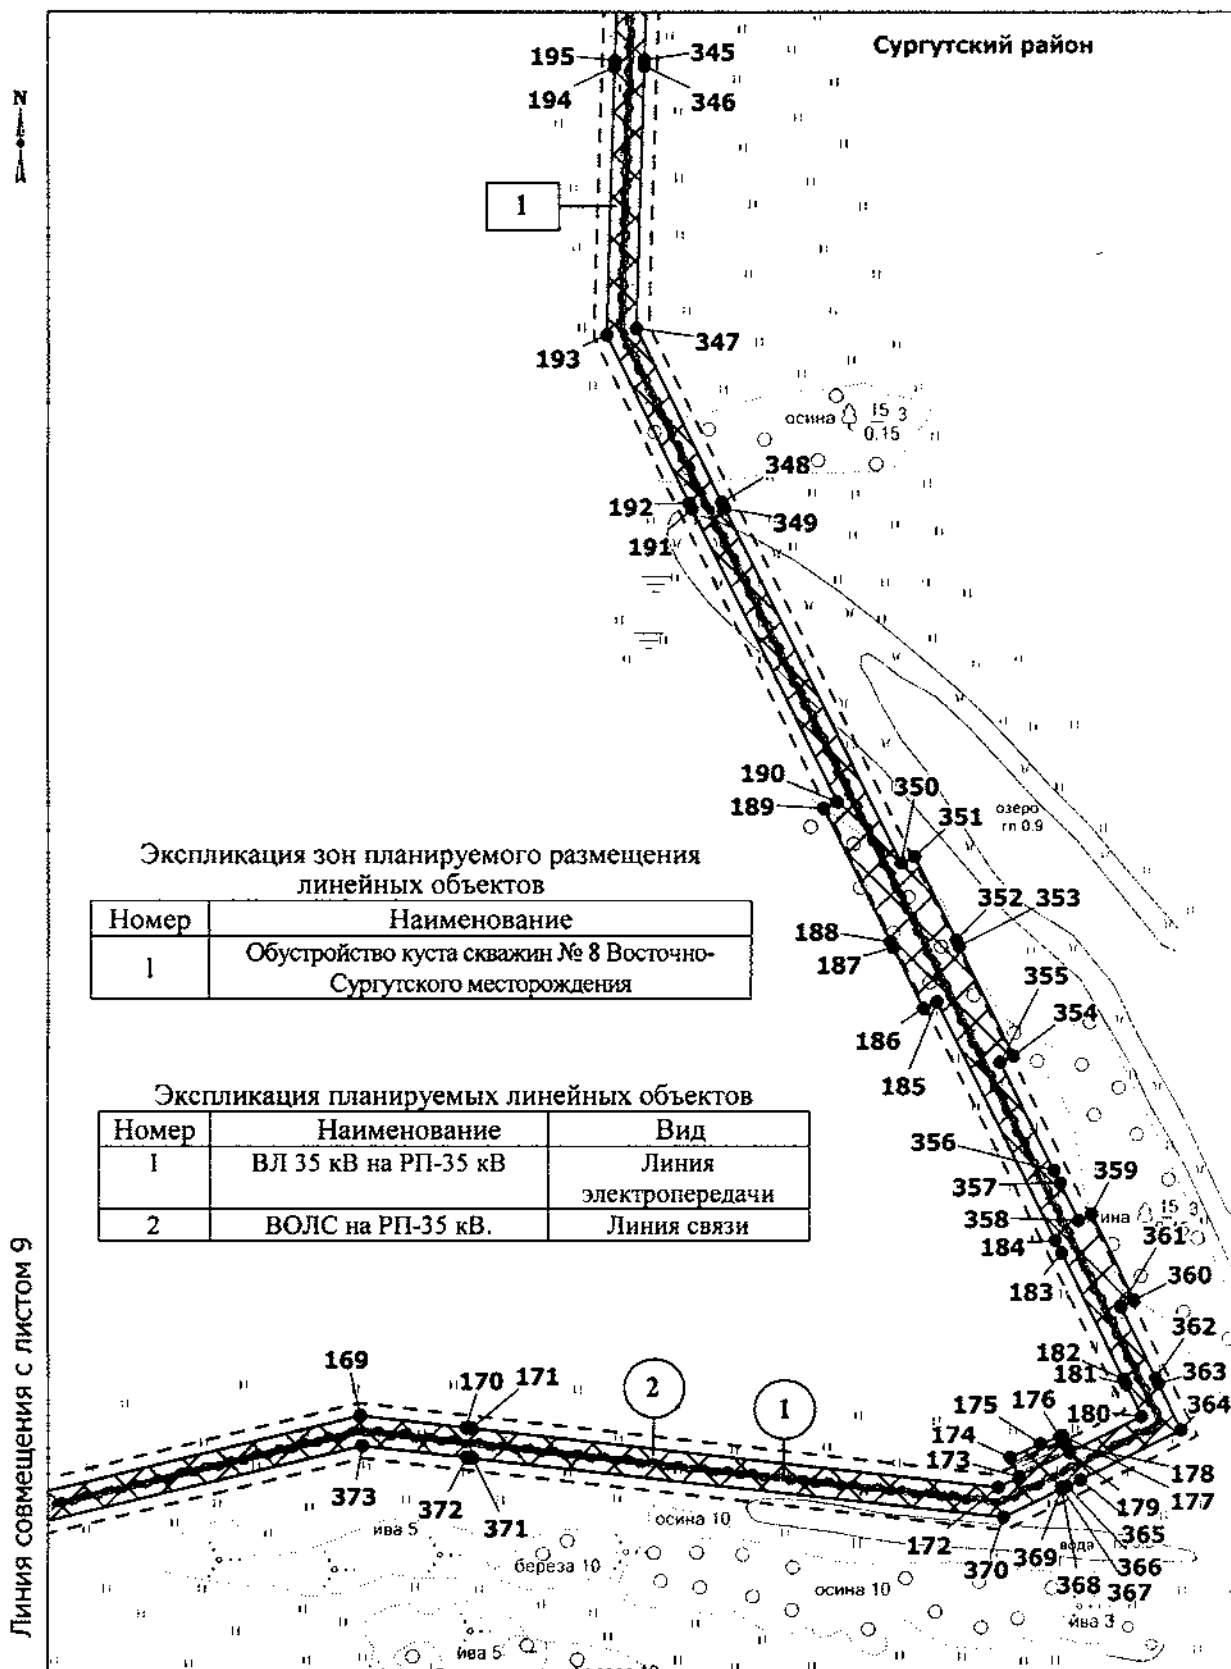 Сургутский район
N
195
345
194
346
1
193
347
осина 15 3
0.15
348
192
349
191
190
350
189
351
озеро
гл 0.9
Экспликация зон планируемого размещения
линейных объектов
Номер Наименование
1 Обустройство куста скважин № 8 Восточно-
Сургутского месторождения
352 353
188
187
355
354
186
185
Экспликация планируемых линейных объектов
Номер Наименование Вид
1 ВЛ 35 кВ на РП-35 кВ Линия
электропередачи
2 ВОЛС на РП-35 кВ. Линия связи
356
359
357
358
ина 15 3
361
184
360
183
362
182
363
181
364
169
170 171
2
1
176
180
175
174
173
178
177
179
373
372
371
172
370
369
365
366
368
367
вода
ива 5
осина 10
береза 10
осина 10
ива 3
ива 5
Линия совмещения с листом 9